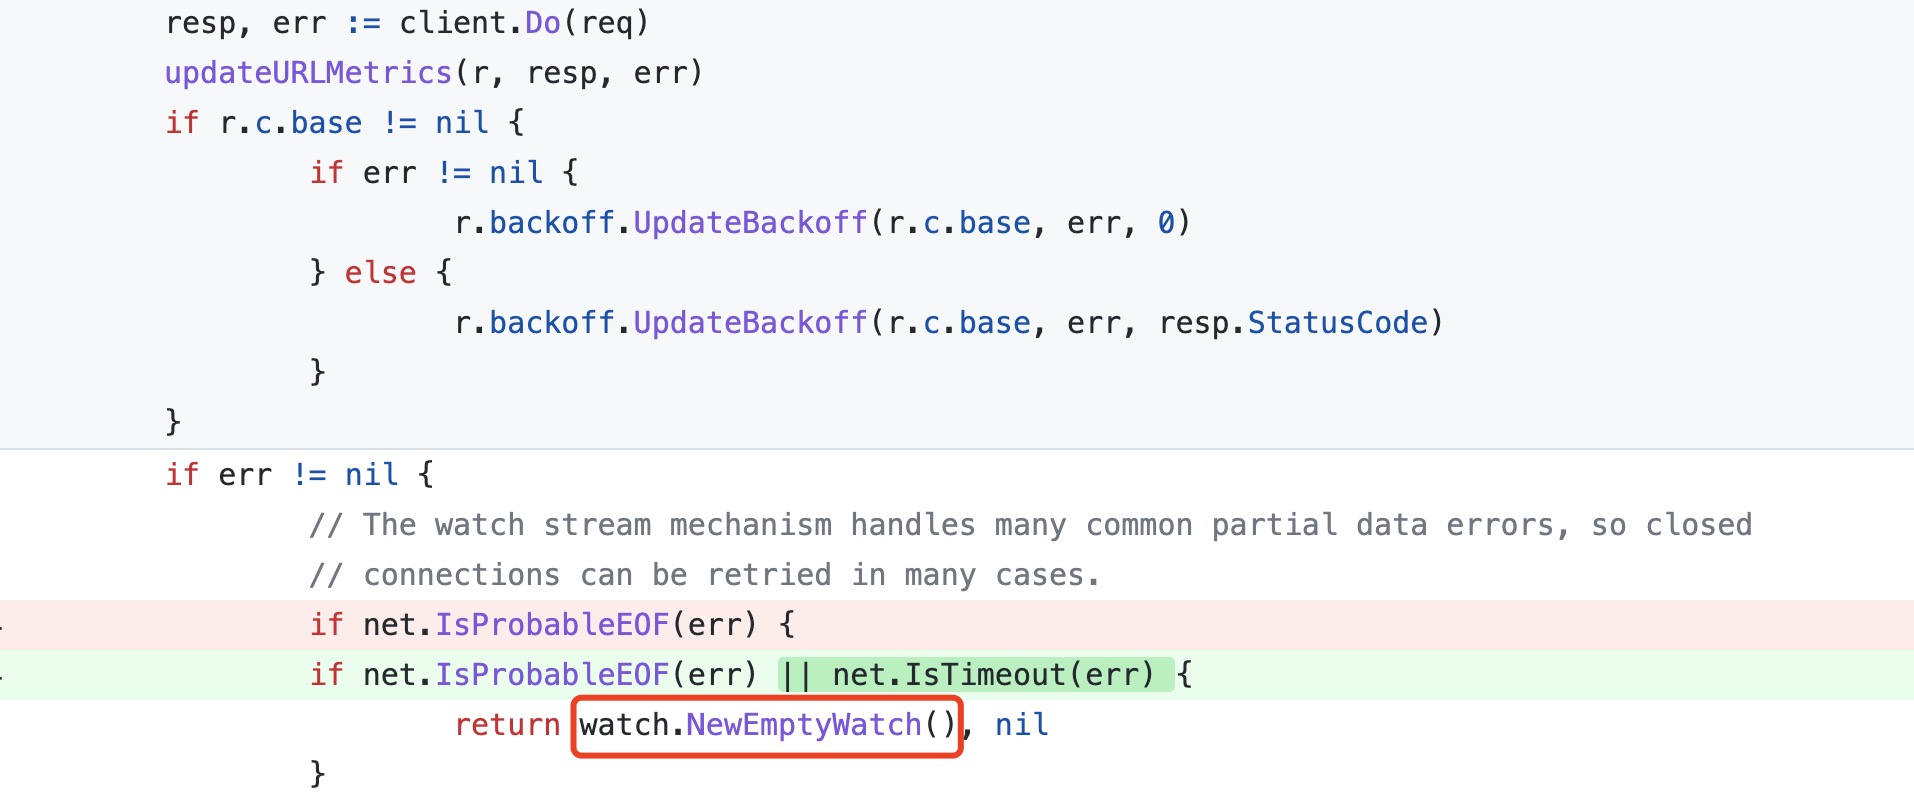 resp, err := client.Do(req)
updateURLMetrics(r, resp, err)
if r.c.base != nil {
if err != nil {
r.backoff.UpdateBackoff(r.c.base, err, 0)
} else {
r.backoff.UpdateBackoff(r.c.base, err, resp.StatusCode)
}
}
if err != nil {
// The watch stream mechanism handles many common partial data errors, so closed
// connections can be retried in many cases.
if net.IsProbableEOF(err) {
if net.IsProbableEOF(err) || net.IsTimeout(err) {
return watch.NewEmptyWatch(), nil
}